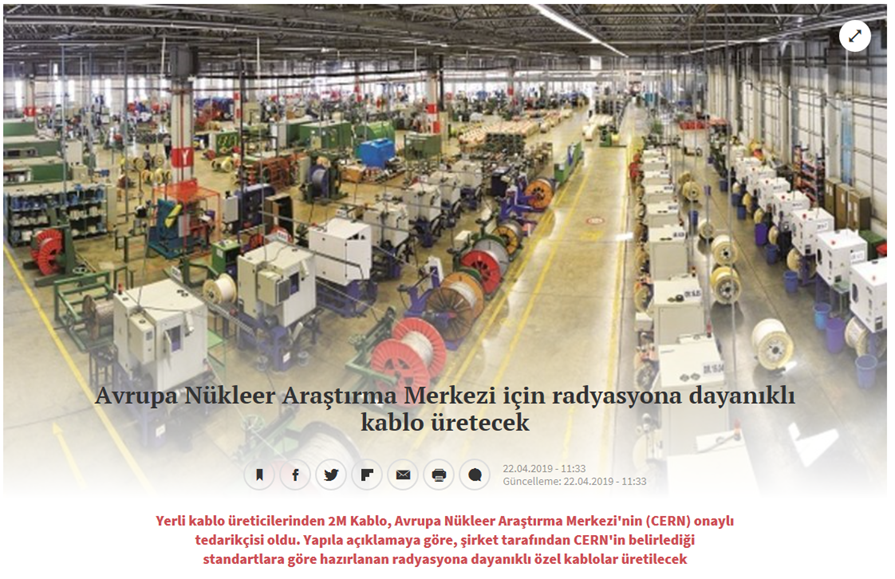 Y
Avrupa Nükleer Araştırma Merkezi için radyasyona dayanıklı
kablo üretecek
22.04.2019 - 11:33
Güncelleme: 22.04.2019 - 11:33
Yerli kablo üreticilerinden 2M Kablo, Avrupa Nükleer Araştırma Merkezi'nin (CERN) onaylı
tedarikçisi oldu. Yapıla açıklamaya göre, şirket tarafından CERN'in belirlediği
standartlara göre hazırlanan radyasyona dayanıklı özel kablolar üretilecek